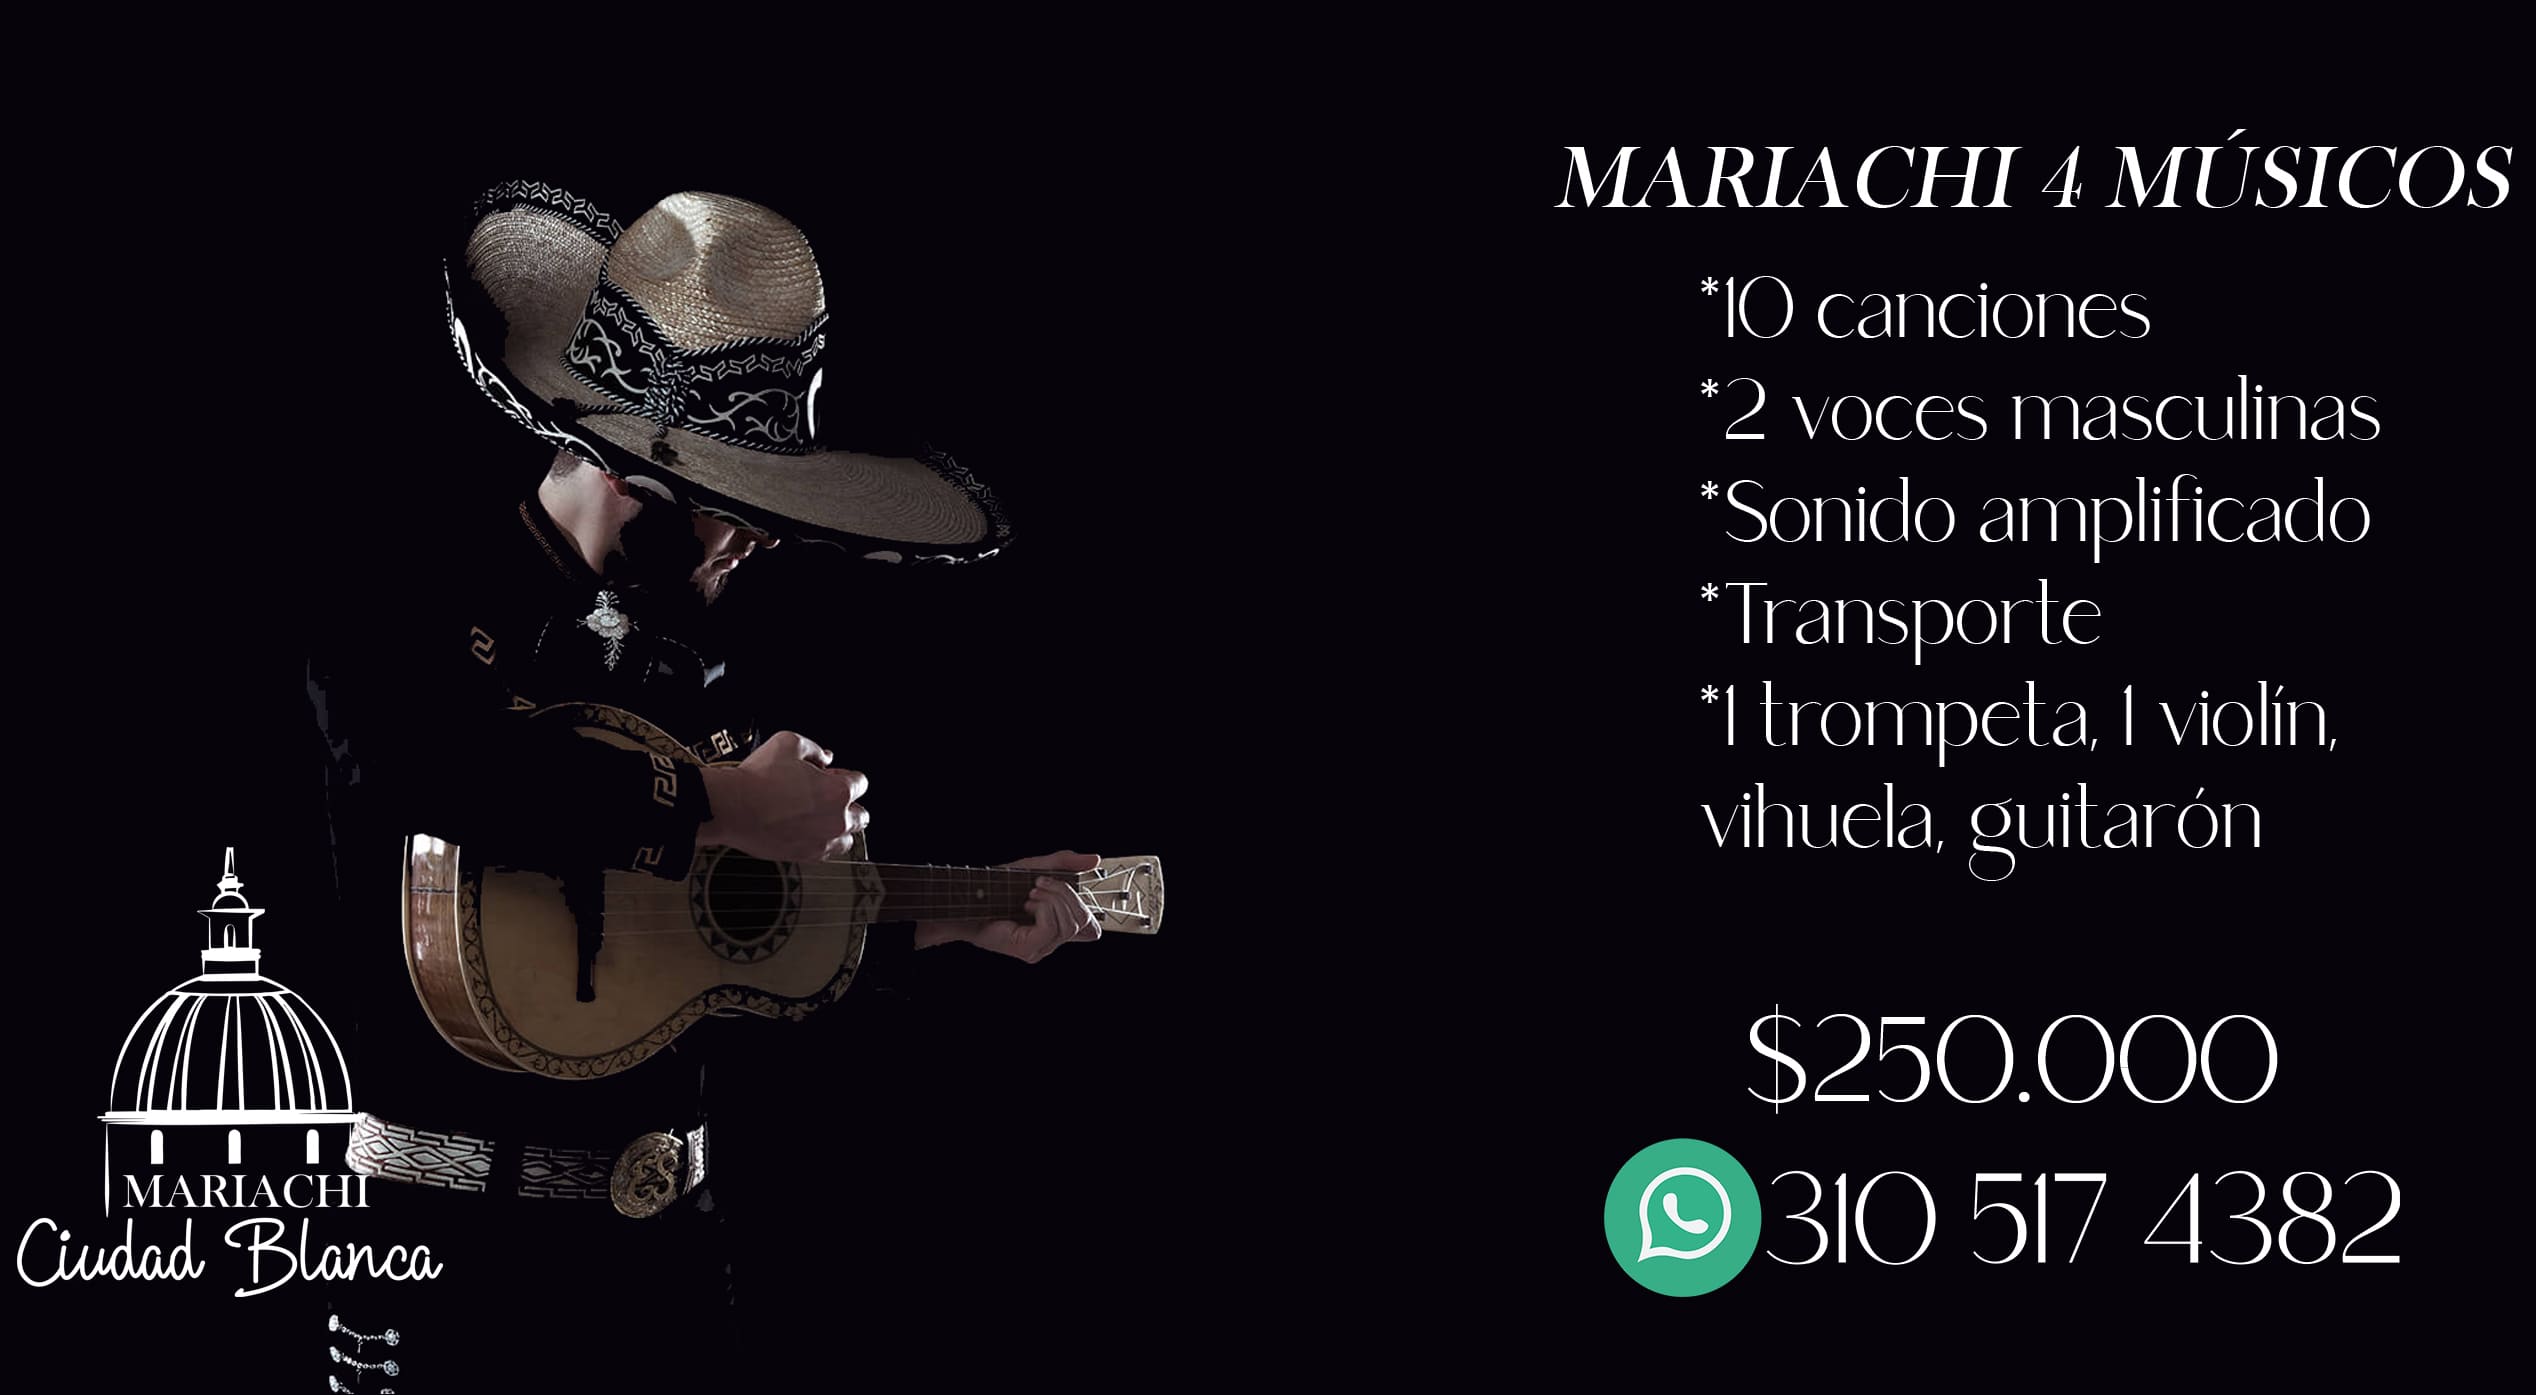 MARIACHI 4 MÚSICOS
*10 canciones
*2 voces masculinas
*Sonido amplificado
*Transporte
*1 trompeta, 1 violín,
vihuela, guitarón
$250.000
310 517 4382
MARIACHI
Ciudad Blanca